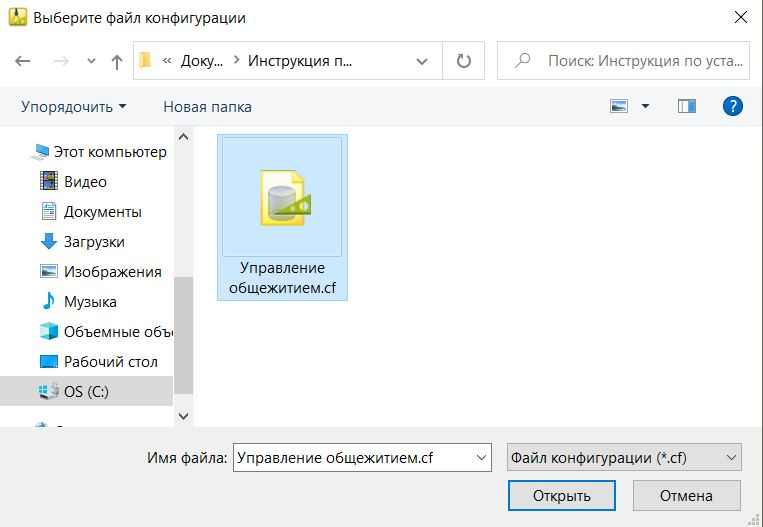 Выберите файл конфигурации
« Доку... > Инструкция п...
Поиск: Инструкция по уста...
Упорядочить
Новая папка
?
Этот компьютер
Видео
Документы
Загрузки
Изображения
Музыка
Объемные объе
Рабочий стол
OS (C:)
Управление
общежитием.cf
Имя файла: Управление общежитием.cf
Файл конфигурации (*.cf)
Открыть
Отмена